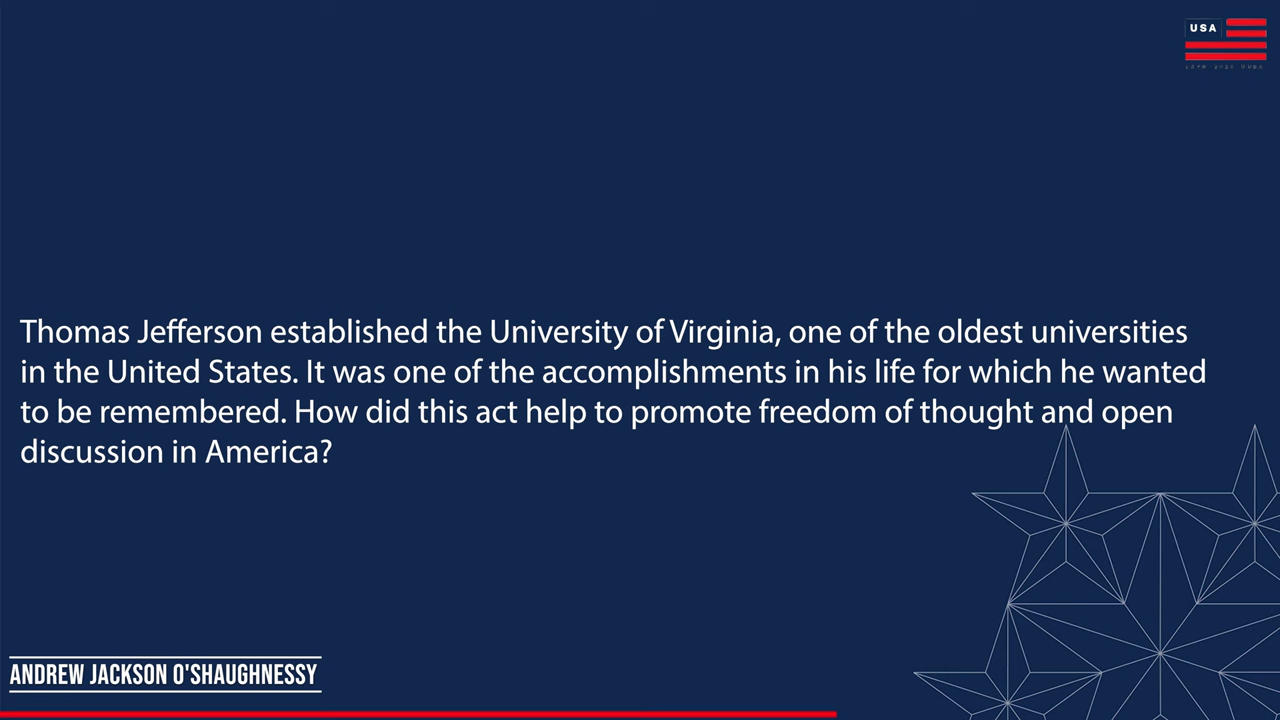 USA
Thomas Jefferson established the University of Virginia, one of the oldest universities
in the United States. It was one of the accomplishments in his life for which he wanted
to be remembered. How did this act help to promote freedom of thought and open
discussion in America?
ANDREW JACKSON O'SHAUGHNESSY